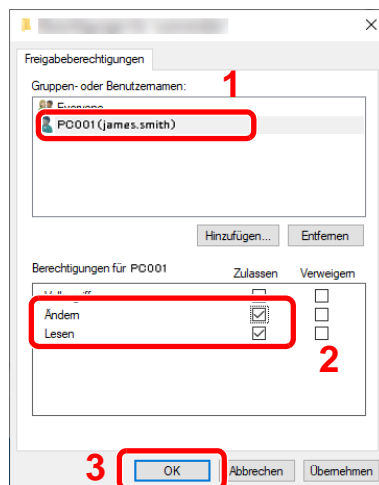 Freigabeberechtigungen
Gruppen- oder Benutzernamen:
1
Everyone
PC001(james.smith)
Hinzufügen... Entfernen
Berechtigungen für PC001 Zulassen Verweigern
Ändern
Lesen
2
3 OK Abbrechen Übernehmen